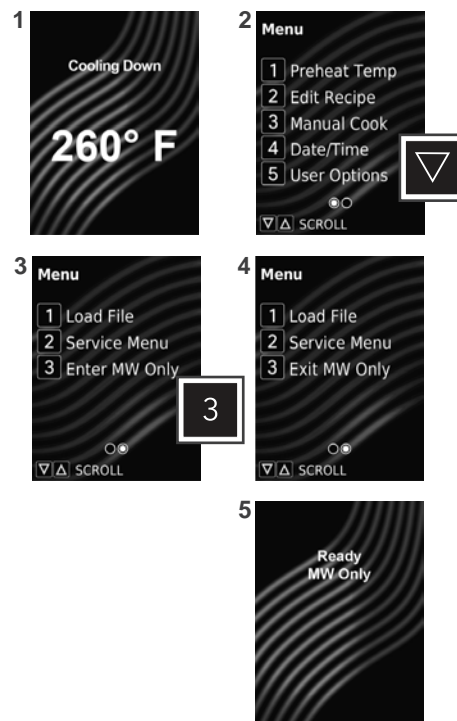 1
Cooling Down
260° F
2
Menu
1 Preheat Temp
2 Edit Recipe
3 Manual Cook
4 Date/Time
5 User Options
SCROLL
3
Menu
1 Load File
2 Service Menu
3 Enter MW Only
3
SCROLL
4
Menu
1 Load File
2 Service Menu
3 Exit MW Only
SCROLL
5
Ready
MW Only